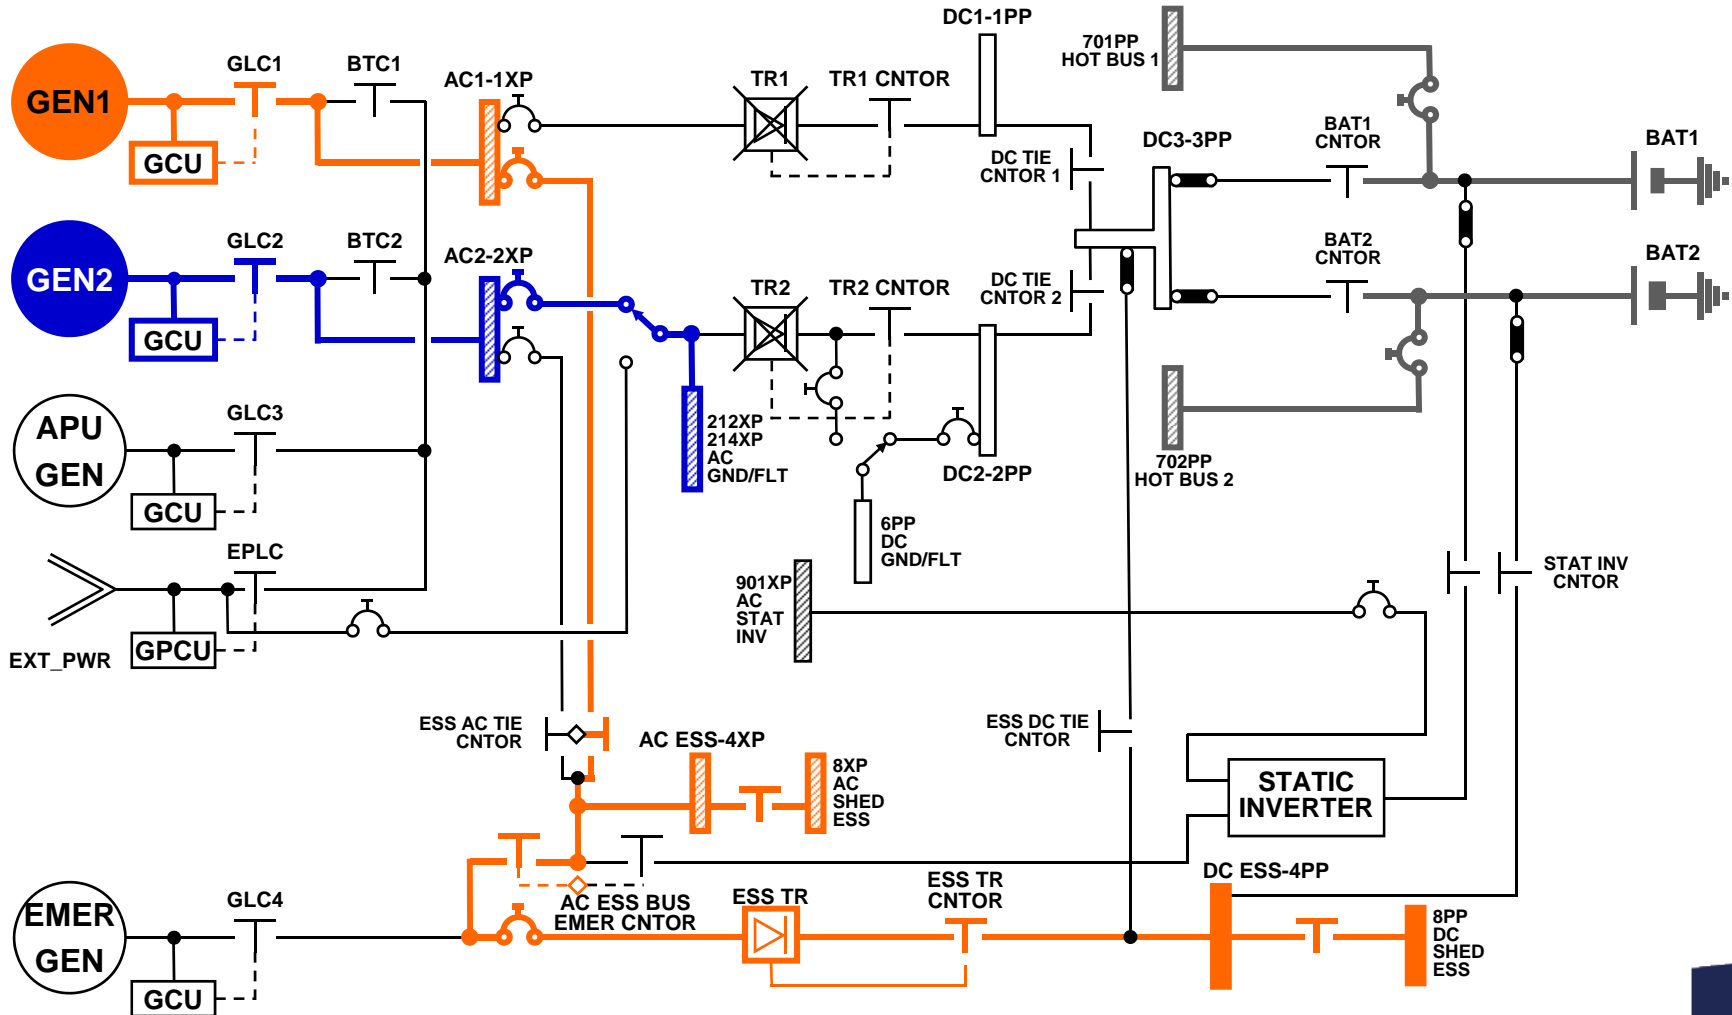 DC1-1PP
701PP
HOT BUS 1
GLC1
BTC1
AC1-1XP
TR1
TR1 CNTOR
GEN1
GCU
DC TIE
CNTOR 1
DC3-3PP
BAT1
CNTOR
BAT1
GLC2
BTC2
AC2-2XP
TR2
TR2 CNTOR
GEN2
GCU
DC TIE
CNTOR 2
BAT2
CNTOR
BAT2
GLC3
APU
GEN
GCU
212XP
214XP
AC
GND/FLT
DC2-2PP
702PP
HOT BUS 2
6PP
DC
GND/FLT
EPLC
EXT_PWR
GPCU
901XP
AC
STAT
INV
STAT INV
CNTOR
ESS AC TIE
CNTOR
AC ESS-4XP
8XP
AC
SHED
ESS
ESS DC TIE
CNTOR
STATIC
INVERTER
GLC4
EMER
GEN
GCU
AC ESS BUS
EMER CNTOR
ESS TR
ESS TR
CNTOR
DC ESS-4PP
8PP
DC
SHED
ESS